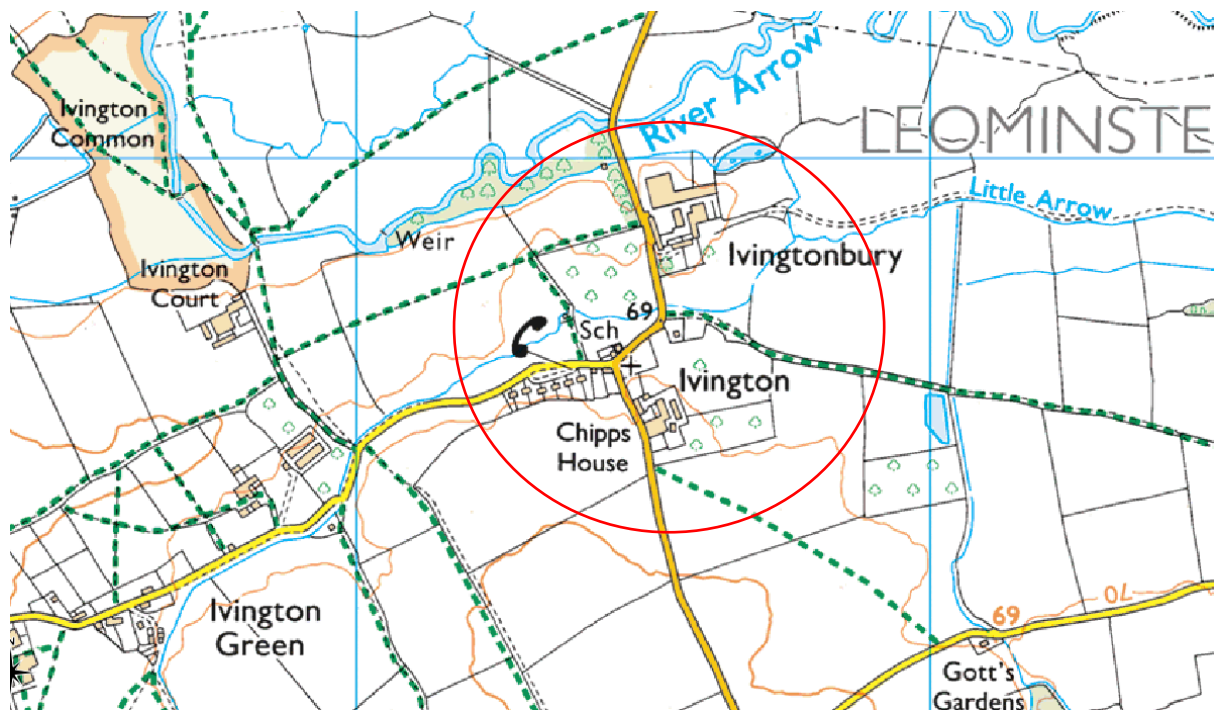 Ivington
Common
River Arrow
LEOMINSTE
Little Arrow
Weir
Ivingtonbury
Ivington
Court
69
Sch
Ivington
Chipps
House
Ivington
Green
69
70
Gott's
Gardens